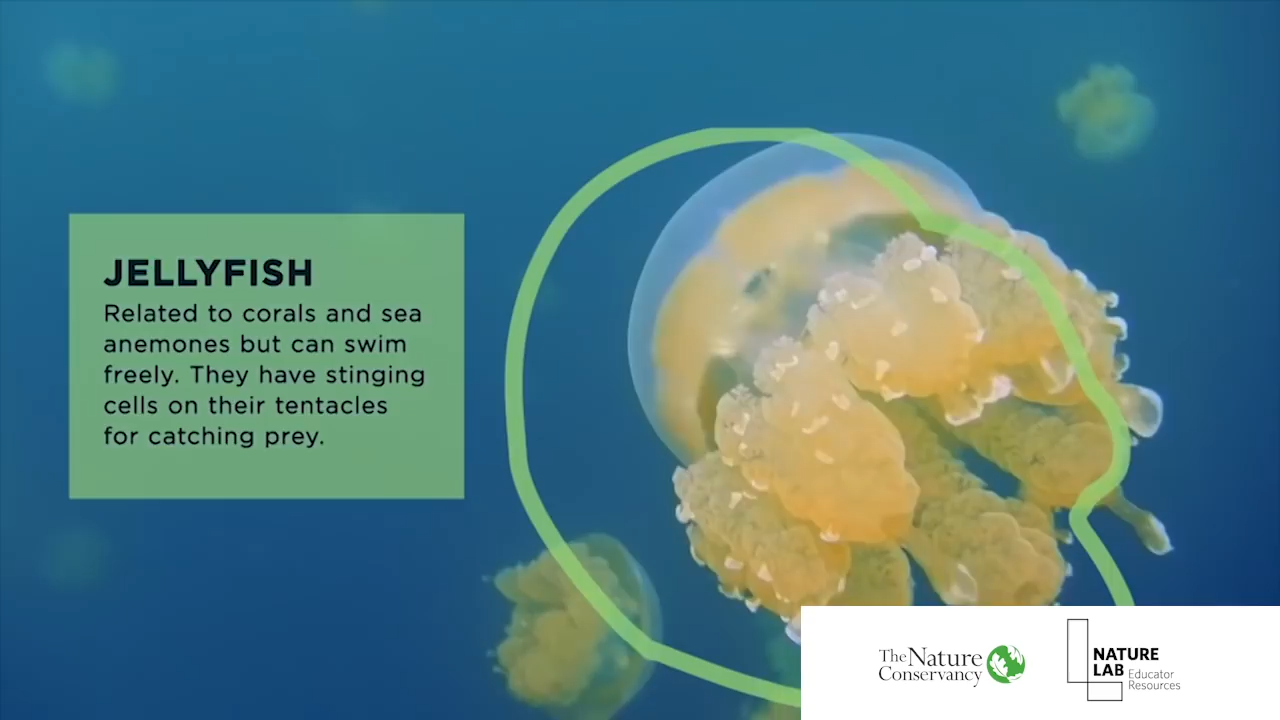 JELLYFISH
Related to corals and sea
anemones but can swim
freely. They have stinging
cells on their tentacles
for catching prey.
The Nature
Conservancy
NATURE
LAB Educator
Resources